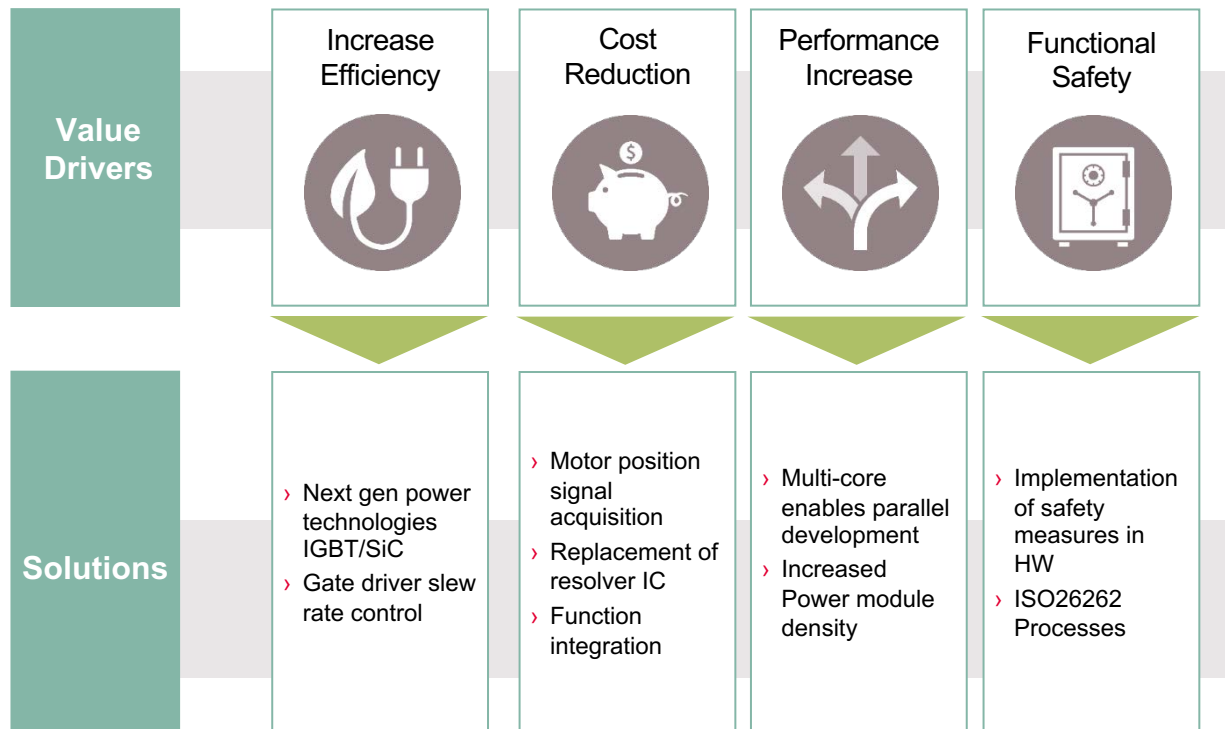 Value
Drivers
Increase
Efficiency
Cost
Reduction
$
Performance
Increase
Functional
Safety
Solutions
› Next gen power
technologies
IGBT/SiC
› Gate driver slew
rate control
› Motor position
signal
acquisition
› Replacement of
resolver IC
› Function
integration
› Multi-core
enables parallel
development
› Increased
Power module
density
› Implementation
of safety
measures in
HW
› ISO26262
Processes